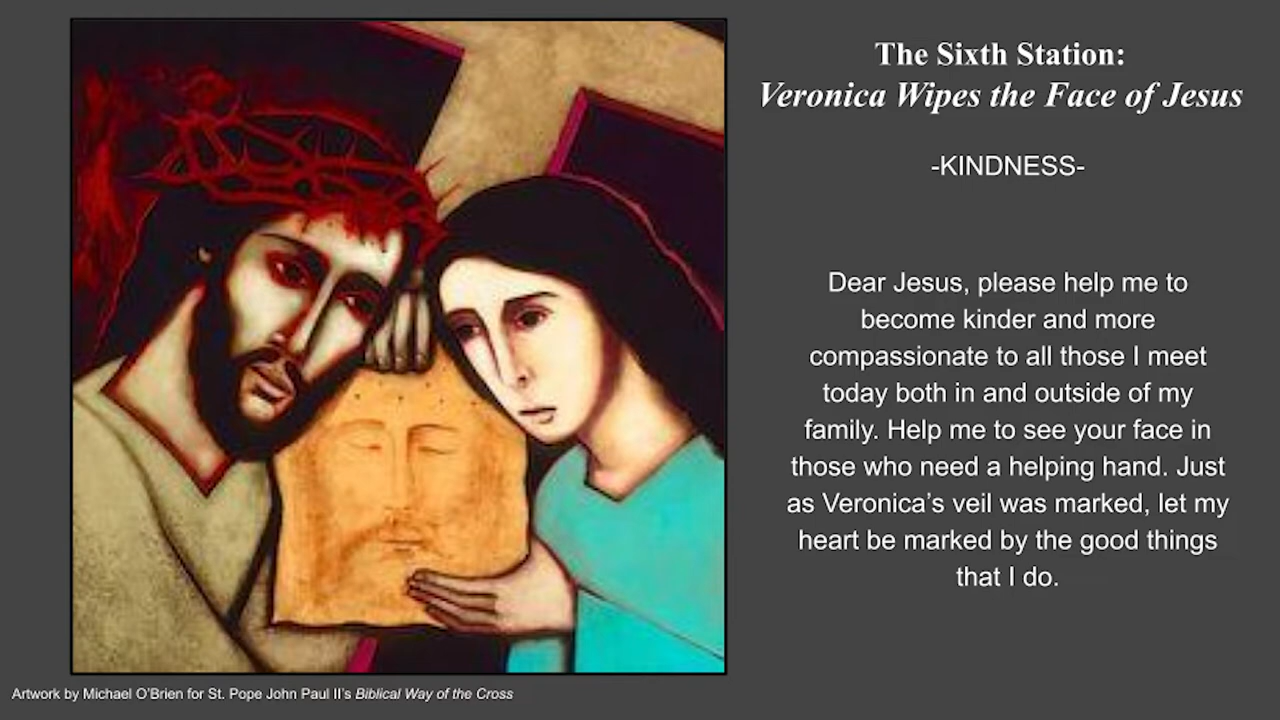 The Sixth Station:
Veronica Wipes the Face of Jesus
-KINDNESS-
Dear Jesus, please help me to
become kinder and more
compassionate to all those I meet
today both in and outside of my
family. Help me to see your face in
those who need a helping hand. Just
as Veronica’s veil was marked, let my
heart be marked by the good things
that I do.
Artwork by Michael O’Brien for St. Pope John Paul II’s Biblical Way of the Cross